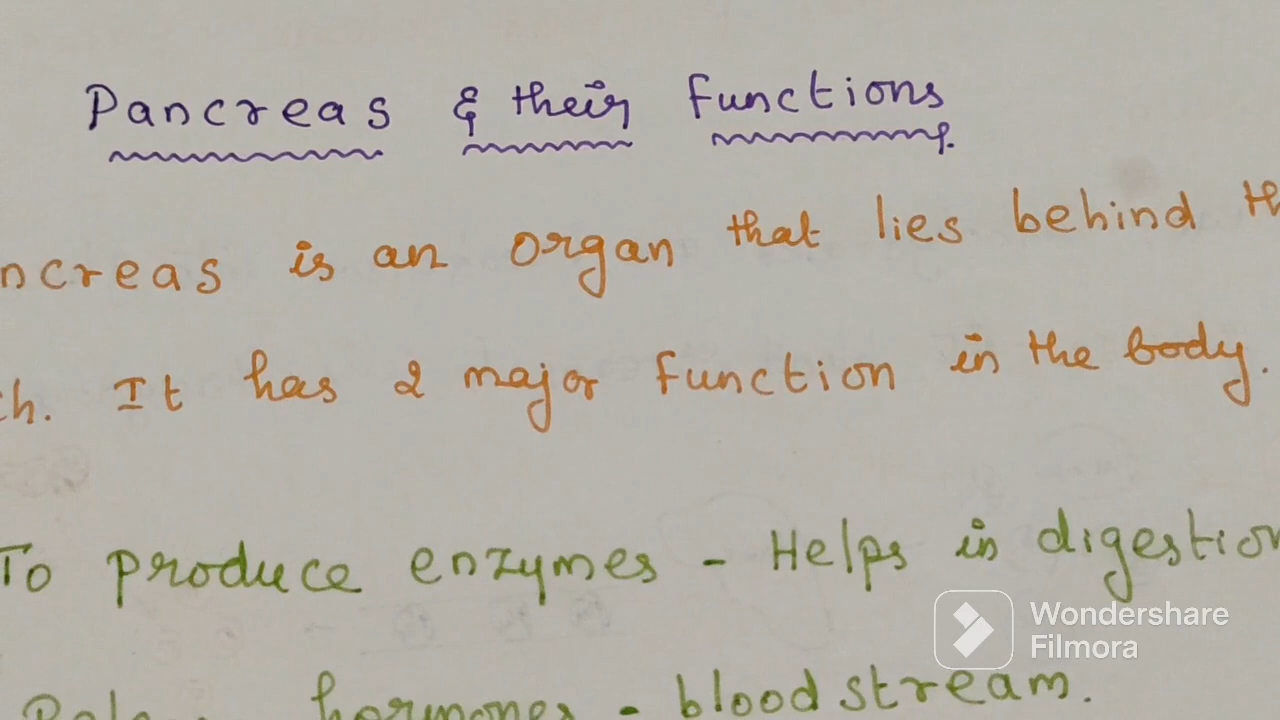 Pancreas & their Functions
ncreas is an organ that lies behind th
ch. It has 2 major Function in the body.
To produce enzymes - Helps in digestion
Wondershare
Filmora
hormones - blood stream.